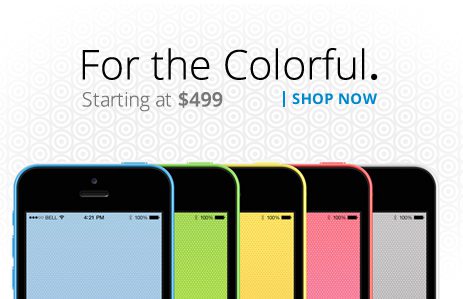 For the Colorful.
Starting at $499
| SHOP NOW
BELL 4:21 PM 100% 100% 100% 100% 100%